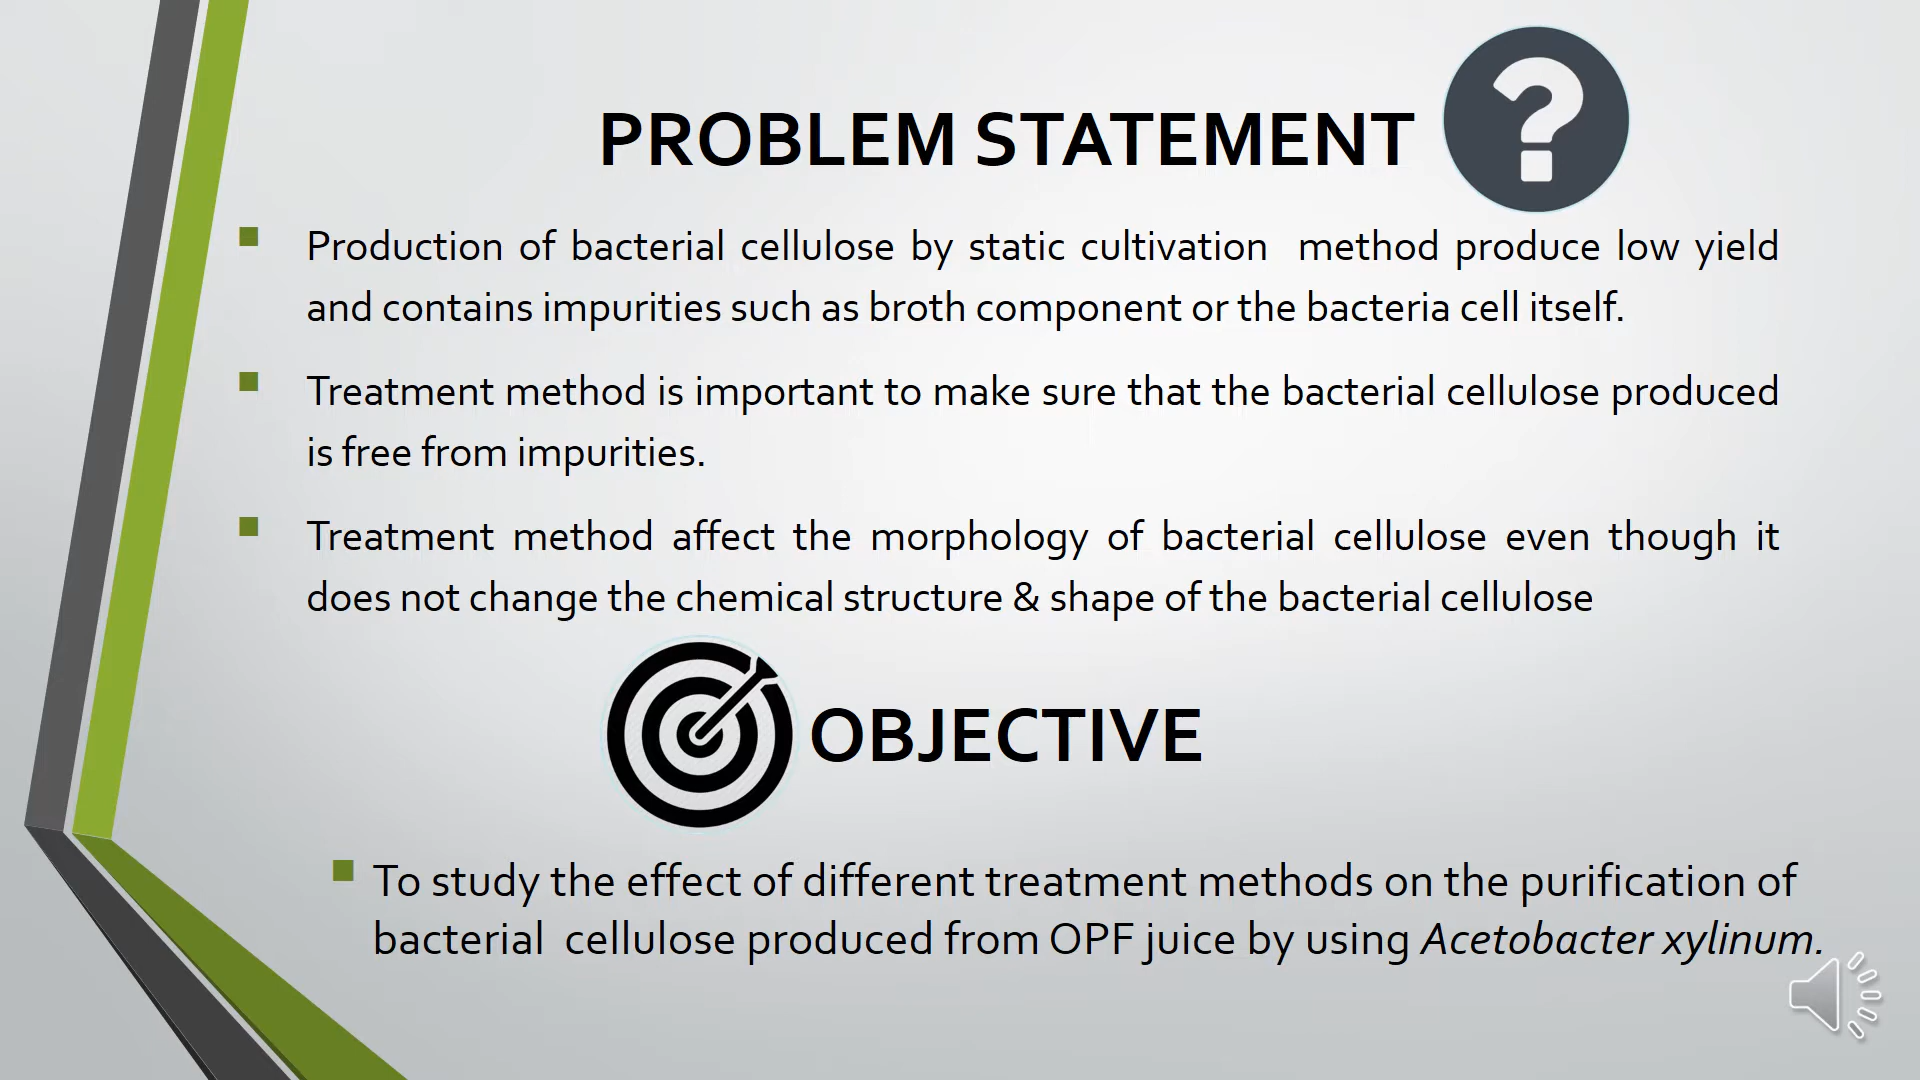 PROBLEM STATEMENT
Production of bacterial cellulose by static cultivation  method produce low yield
and contains impurities such as broth component or the bacteria cell itself.
Treatment method is important to make sure that the bacterial cellulose produced
is free from impurities.
Treatment method affect the morphology of bacterial cellulose even though it
does not change the chemical structure & shape of the bacterial cellulose
OBJECTIVE
To study the effect of different treatment methods on the purification of
bacterial  cellulose produced from OPF juice by using Acetobacter xylinum.